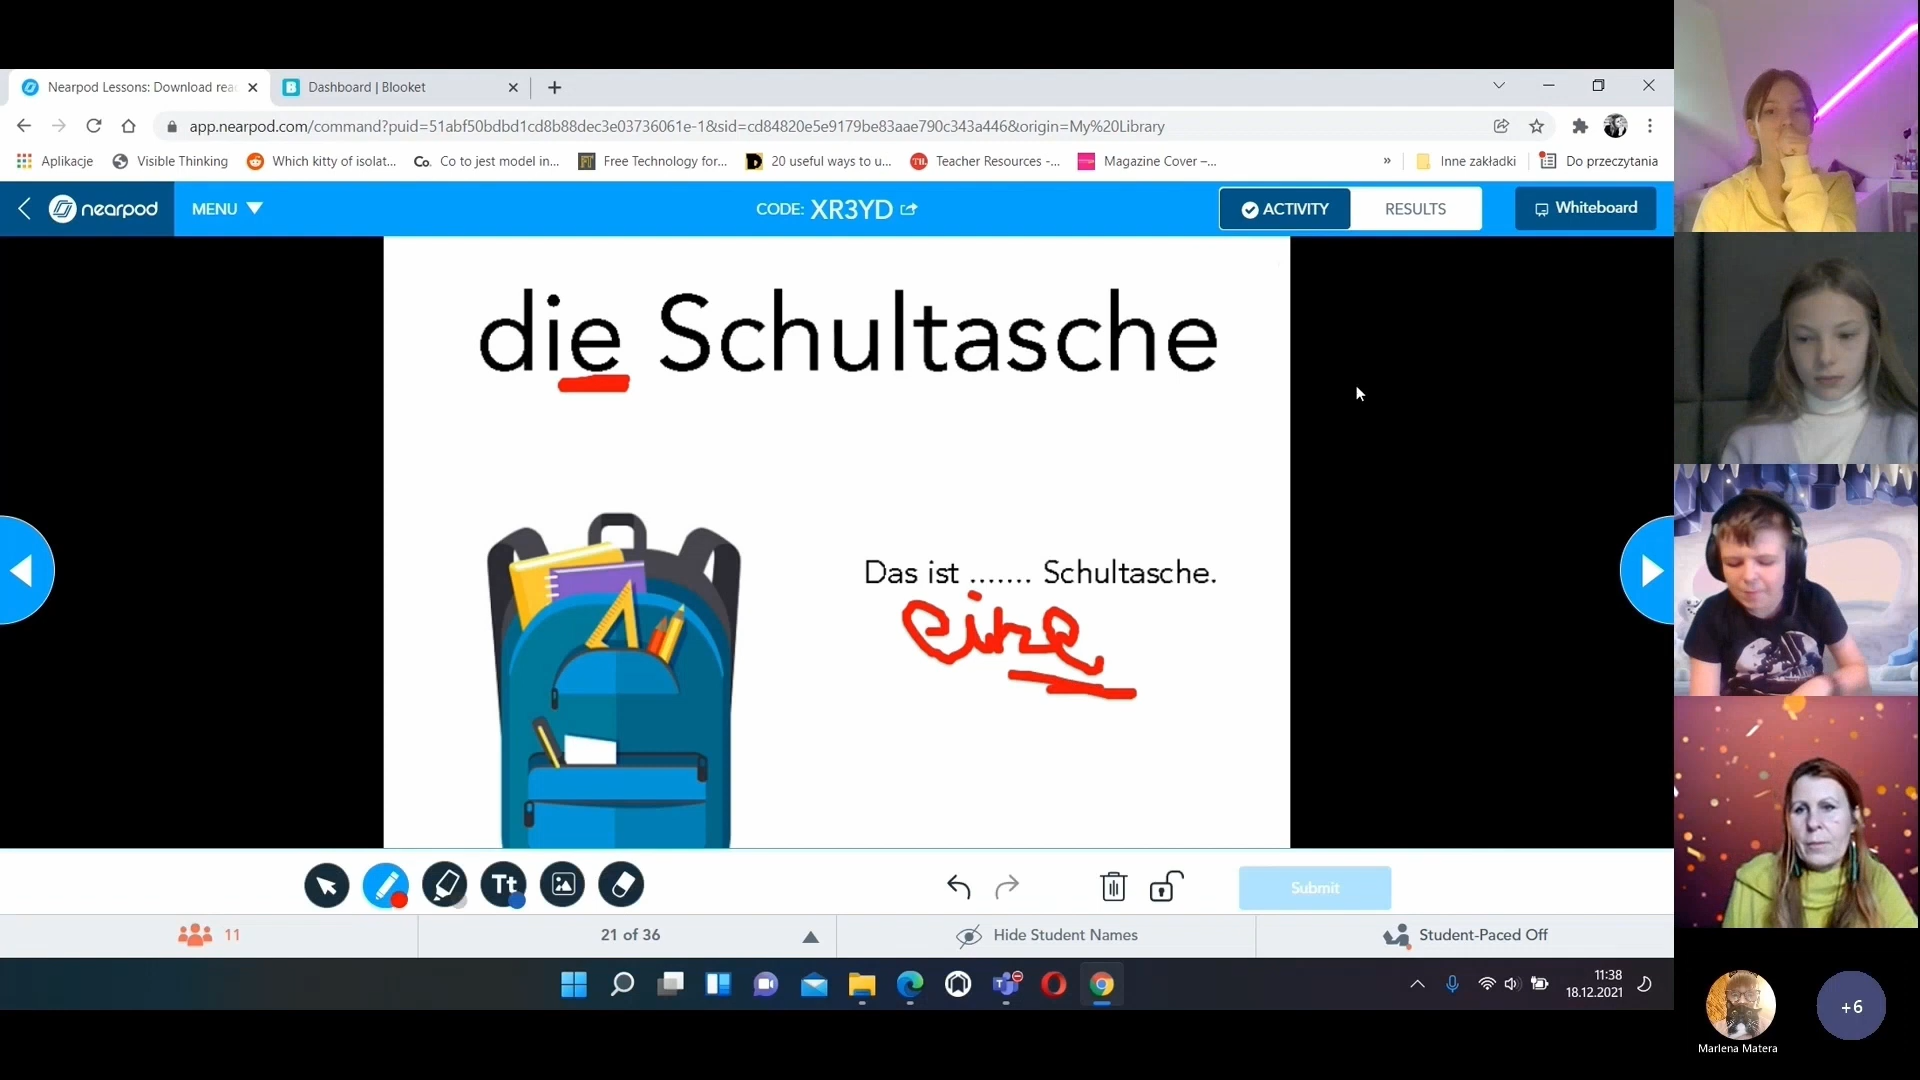 Nearpod Lessons: Download rea
Dashboard | Blooket
app.nearpod.com/command?puid=51abf50bdbd1cd8b88dec3e03736061e-1&sid=cd84820e5e9179be83aae790c343a446&origin=My%20Library
Aplikacje Visible Thinking Which kitty of isolat... Co. Co to jest model in... Free Technology for... 20 useful ways to u... TH. Teacher Resources -... Magazine Cover –... » Inne zakładki Do przeczytania
nearpod MENU CODE: XR3YD ACTIVITY RESULTS Whiteboard
die Schultasche
Das ist ....... Schultasche.
eine
Tt Submit
11 21 of 36 Hide Student Names Student-Paced Off
11:38
18.12.2021
+6
Marlena Matera